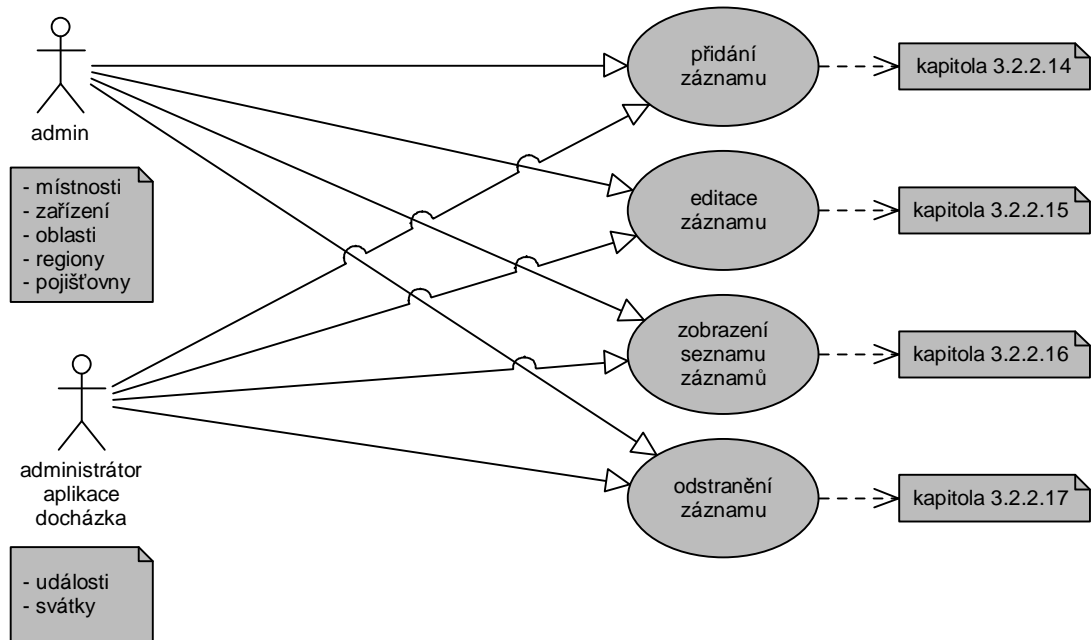 admin
- místnosti
- zařízení
- oblasti
- regiony
- pojišťovny
administrátor
aplikace
docházka
- události
- svátky
přidání
záznamu
kapitola 3.2.2.14
editace
záznamu
kapitola 3.2.2.15
zobrazení
seznamu
záznamů
kapitola 3.2.2.16
odstranění
záznamu
kapitola 3.2.2.17